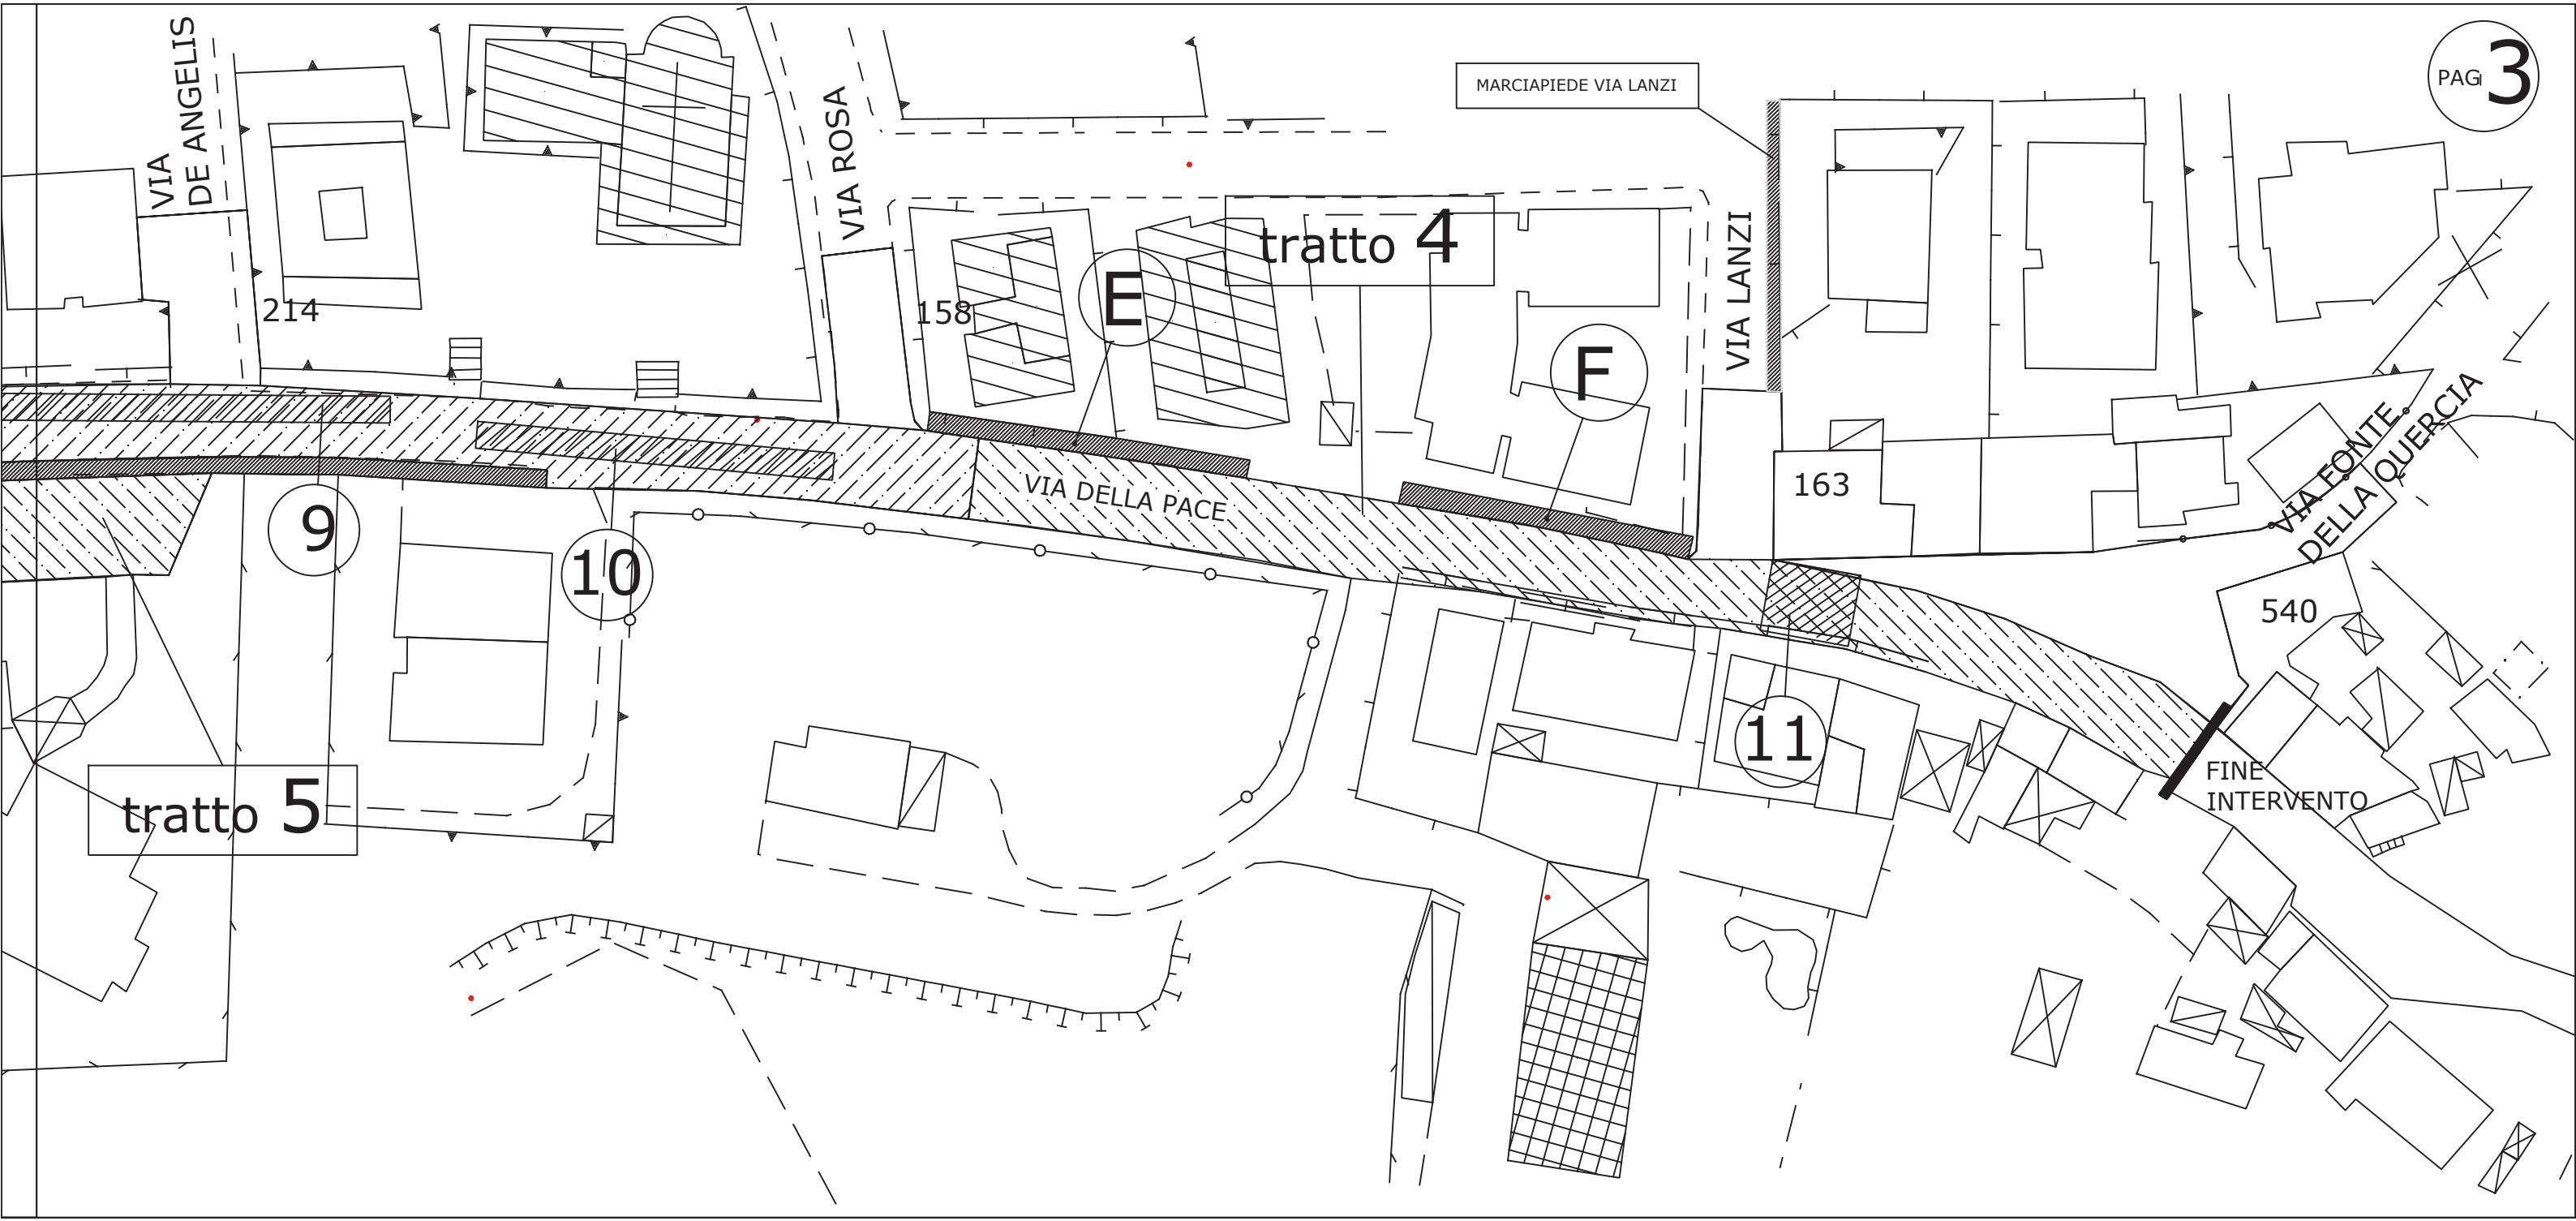 VIA
DE ANGELIS
VIA ROSA
MARCIAPIEDE VIA LANZI
PAG 3
tratto 4
VIA LANZI
214
158
E
F
163
VIA FONTE
DELLA QUERCIA
VIA DELLA PACE
9
10
540
11
tratto 5
FINE
INTERVENTO